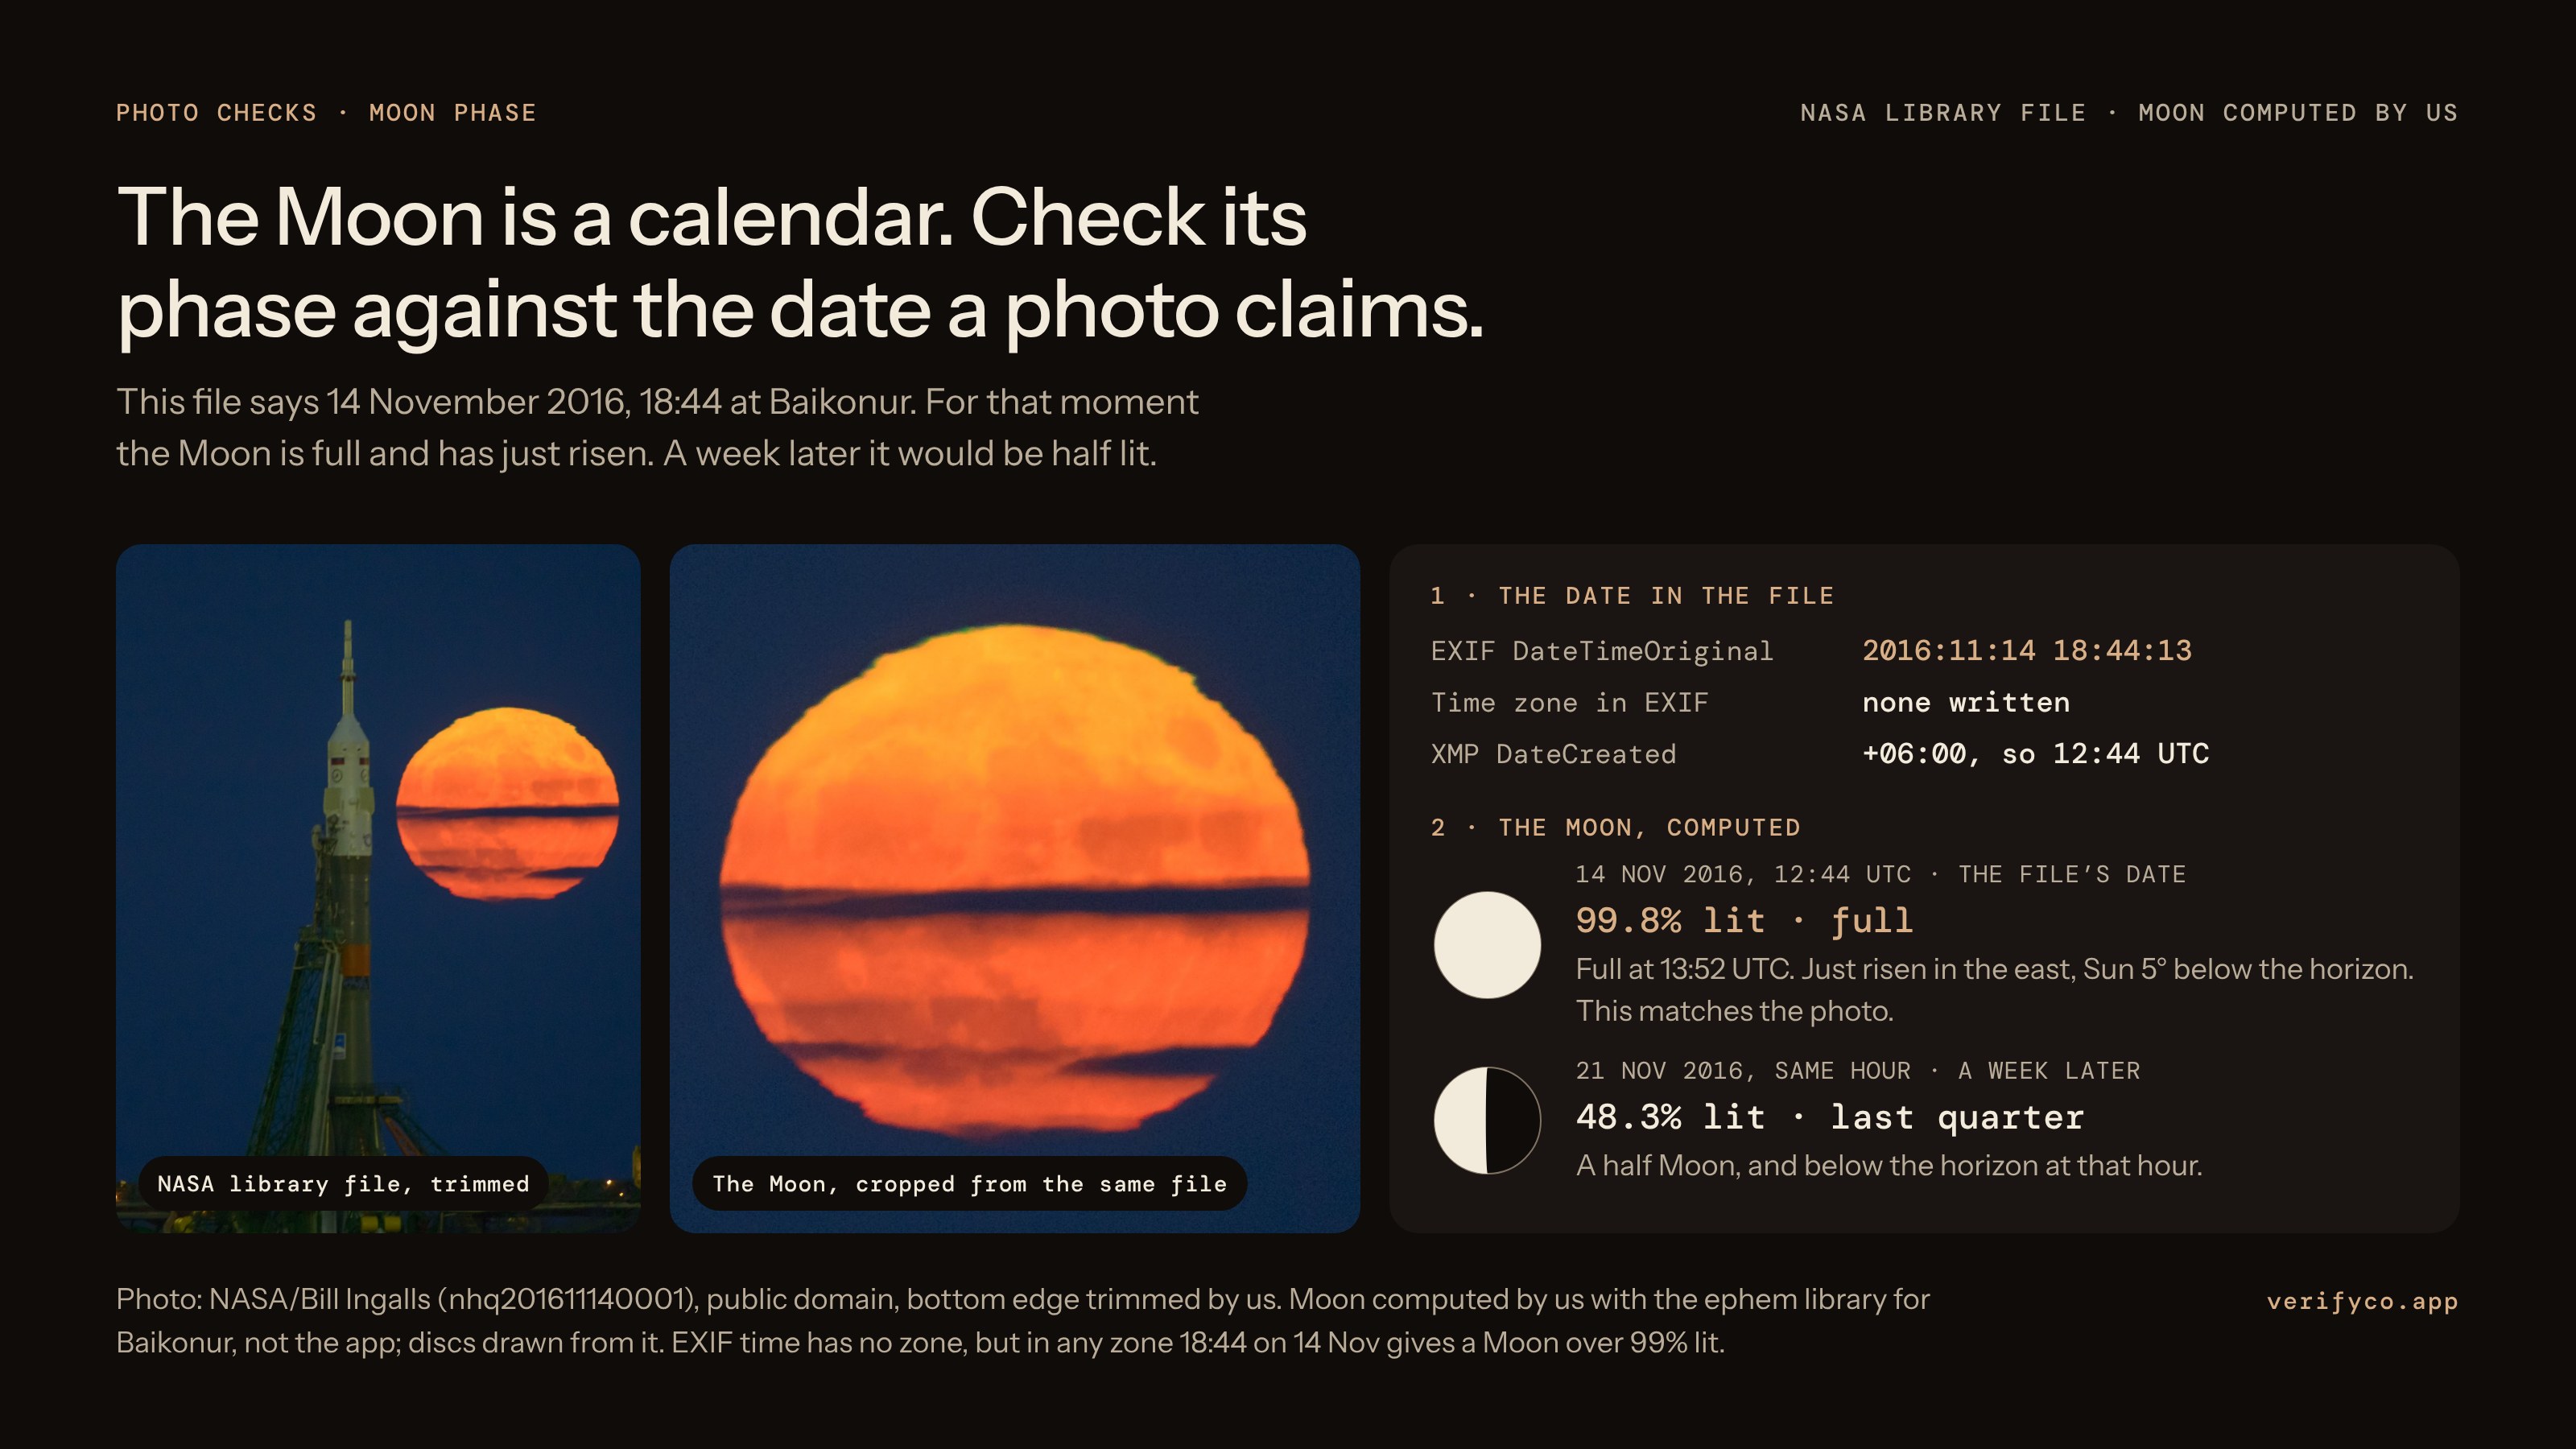 PHOTO CHECKS · MOON PHASE
NASA LIBRARY FILE · MOON COMPUTED BY US
The Moon is a calendar. Check its
phase against the date a photo claims.
This file says 14 November 2016, 18:44 at Baikonur. For that moment
the Moon is full and has just risen. A week later it would be half lit.
NASA library file, trimmed
The Moon, cropped from the same file
1 · THE DATE IN THE FILE
EXIF DateTimeOriginal 2016:11:14 18:44:13
Time zone in EXIF none written
XMP DateCreated +06:00, so 12:44 UTC
2 · THE MOON, COMPUTED
14 NOV 2016, 12:44 UTC · THE FILE’S DATE
99.8% lit · full
Full at 13:52 UTC. Just risen in the east, Sun 5° below the horizon.
This matches the photo.
21 NOV 2016, SAME HOUR · A WEEK LATER
48.3% lit · last quarter
A half Moon, and below the horizon at that hour.
Photo: NASA/Bill Ingalls (nhq201611140001), public domain, bottom edge trimmed by us. Moon computed by us with the ephem library for
Baikonur, not the app; discs drawn from it. EXIF time has no zone, but in any zone 18:44 on 14 Nov gives a Moon over 99% lit.
verifyco.app